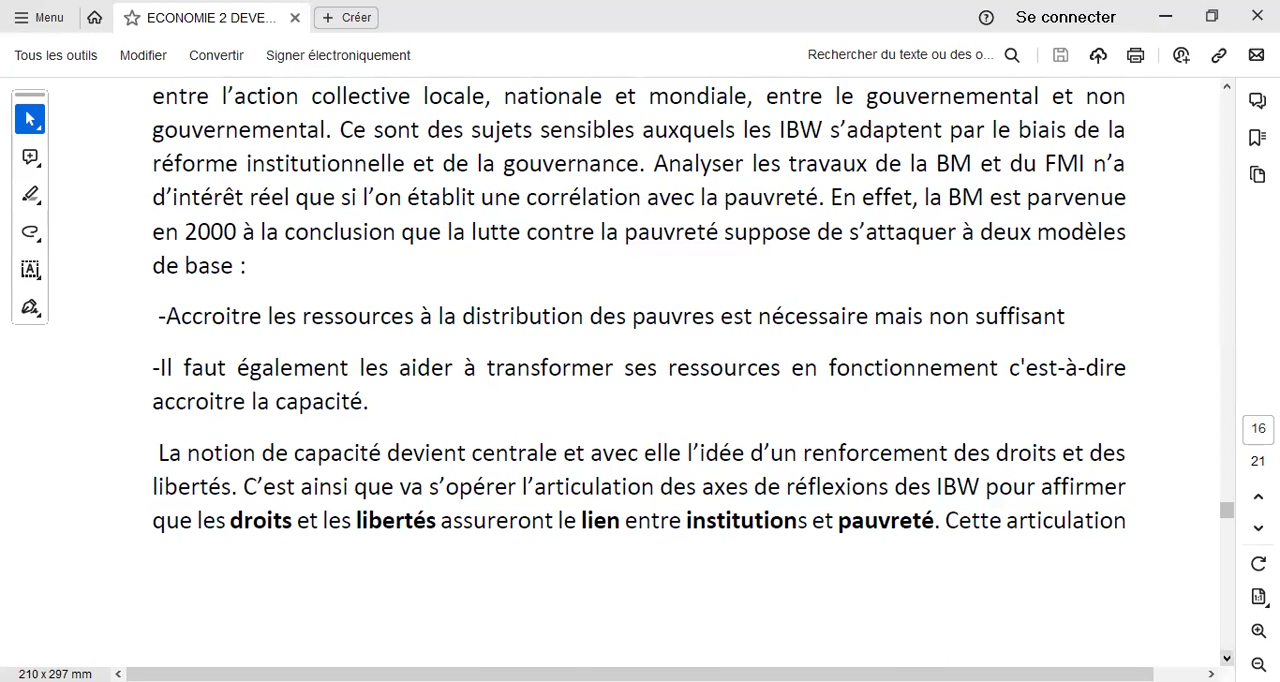 Menu
ECONOMIE 2 DEVE...
+ Créer
Se connecter
Tous les outils
Modifier
Convertir
Signer électroniquement
Rechercher du texte ou des o...
entre l’action collective locale, nationale et mondiale, entre le gouvernemental et non
gouvernemental. Ce sont des sujets sensibles auxquels les IBW s’adaptent par le biais de la
réforme institutionnelle et de la gouvernance. Analyser les travaux de la BM et du FMI n’a
d’intérêt réel que si l’on établit une corrélation avec la pauvreté. En effet, la BM est parvenue
en 2000 à la conclusion que la lutte contre la pauvreté suppose de s’attaquer à deux modèles
de base :
-Accroitre les ressources à la distribution des pauvres est nécessaire mais non suffisant
-Il faut également les aider à transformer ses ressources en fonctionnement c'est-à-dire
accroitre la capacité.
La notion de capacité devient centrale et avec elle l’idée d’un renforcement des droits et des
libertés. C’est ainsi que va s’opérer l’articulation des axes de réflexions des IBW pour affirmer
que les droits et les libertés assureront le lien entre institutions et pauvreté. Cette articulation
16
21
210 x 297 mm